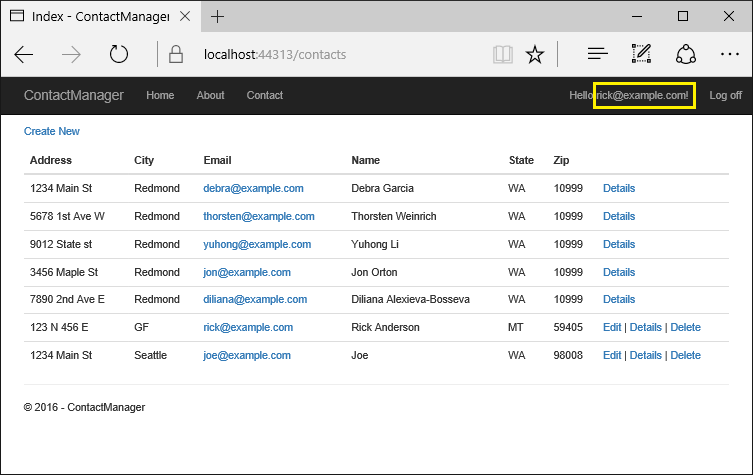 Index - ContactManager
localhost:44313/contacts
ContactManager Home About Contact Hello rick@example.com! Log off
Create New
Address City Email Name State Zip
1234 Main St Redmond debra@example.com Debra Garcia WA 10999 Details
5678 1st Ave W Redmond thorsten@example.com Thorsten Weinrich WA 10999 Details
9012 State st Redmond yuhong@example.com Yuhong Li WA 10999 Details
3456 Maple St Redmond jon@example.com Jon Orton WA 10999 Details
7890 2nd Ave E Redmond diliana@example.com Diliana Alexieva-Bosseva WA 10999 Details
123 N 456 E GF rick@example.com Rick Anderson MT 59405 Edit | Details | Delete
1234 Main St Seattle joe@example.com Joe WA 98008 Edit | Details | Delete
© 2016 - ContactManager